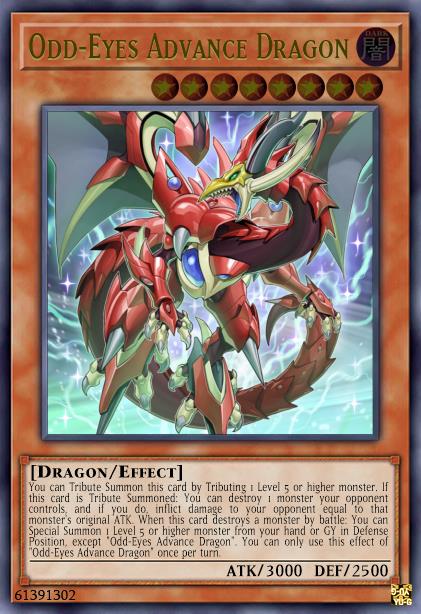 ODD-EYES ADVANCE DRAGON
DARK
闇
[DRAGON/EFFECT]
You can Tribute Summon this card by Tributing 1 Level 5 or higher monster. If
this card is Tribute Summoned: You can destroy 1 monster your opponent
controls, and if you do, inflict damage to your opponent equal to that
monster's original ATK. When this card destroys a monster by battle: You can
Special Summon 1 Level 5 or higher monster from your hand or GY in Defense
Position, except "Odd-Eyes Advance Dragon". You can only use this effect of
"Odd-Eyes Advance Dragon" once per turn.
ATK/3000 DEF/2500
61391302